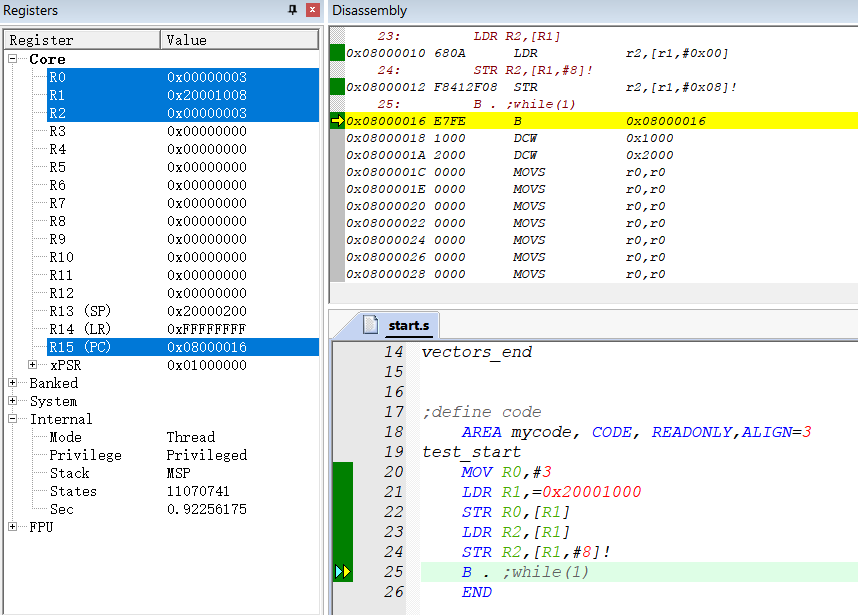 Registers
Register Value
Core
R0 0x00000003
R1 0x20001008
R2 0x00000003
R3 0x00000000
R4 0x00000000
R5 0x00000000
R6 0x00000000
R7 0x00000000
R8 0x00000000
R9 0x00000000
R10 0x00000000
R11 0x00000000
R12 0x00000000
R13 (SP) 0x20000200
R14 (LR) 0xFFFFFFFF
R15 (PC) 0x08000016
xPSR 0x01000000
Banked
System
Internal
Mode Thread
Privilege Privileged
Stack MSP
States 11070741
Sec 0.92256175
FPU
Disassembly
23: LDR R2,[R1]
0x08000010 680A LDR r2,[r1,#0x00]
24: STR R2,[R1,#8]!
0x08000012 F8412F08 STR r2,[r1,#0x08]!
25: B . ;while(1)
0x08000016 E7FE B 0x08000016
0x08000018 1000 DCW 0x1000
0x0800001A 2000 DCW 0x2000
0x0800001C 0000 MOVS r0,r0
0x0800001E 0000 MOVS r0,r0
0x08000020 0000 MOVS r0,r0
0x08000022 0000 MOVS r0,r0
0x08000024 0000 MOVS r0,r0
0x08000026 0000 MOVS r0,r0
0x08000028 0000 MOVS r0,r0
start.s
14 vectors_end
15
16
17 ;define code
18 AREA mycode, CODE, READONLY,ALIGN=3
19 test_start
20 MOV R0,#3
21 LDR R1,=0x20001000
22 STR R0,[R1]
23 LDR R2,[R1]
24 STR R2,[R1,#8]!
25 B . ;while(1)
26 END